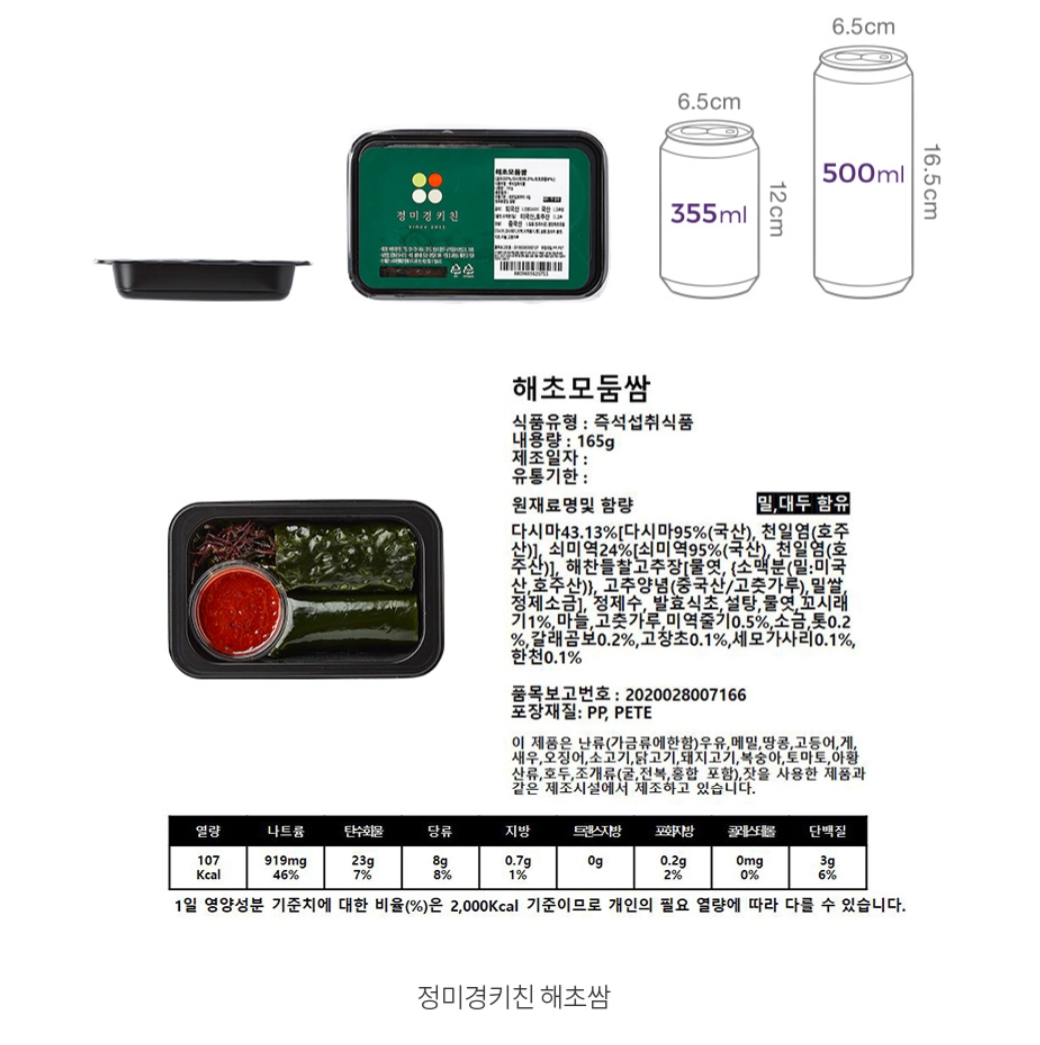 6.5cm
6.5cm
500ml
16.5cm
355ml
12cm
정미경키친
SINCE 2011
해초모둠쌈
해초모둠쌈
식품유형 : 즉석섭취식품
내용량 : 165g
제조일자 :
유통기한 :
원재료명및 함량 밀,대두 함유
다시마43.13%[다시마95%(국산), 천일염(호주
산)], 쇠미역24%[쇠미역95%(국산), 천일염(호
주산)], 해찬들찰고추장[물엿, {소맥분(밀:미국
산,호주산)}, 고추양념(중국산/고춧가루),밀쌀,
정제소금], 정제수, 발효식초,설탕,물엿,꼬시래
기1%,마늘,고춧가루,미역줄기0.5%,소금,톳0.2
%,갈래곰보0.2%,고장초0.1%,세모가사리0.1%,
한천0.1%
품목보고번호 : 2020028007166
포장재질: PP, PETE
이 제품은 난류(가금류에한함)우유,메밀,땅콩,고등어,게,
새우,오징어,소고기,닭고기,돼지고기,복숭아,토마토,아황
산류,호두,조개류(굴,전복,홍합 포함),잣을 사용한 제품과
같은 제조시설에서 제조하고 있습니다.
열량 나트륨 탄수화물 당류 지방 트랜스지방 포화지방 콜레스테롤 단백질
107 919mg 23g 8g 0.7g 0g 0.2g 0mg 3g
Kcal 46% 7% 8% 1% 2% 0% 6%
1일 영양성분 기준치에 대한 비율(%)은 2,000Kcal 기준이므로 개인의 필요 열량에 따라 다를 수 있습니다.
정미경키친 해초쌈